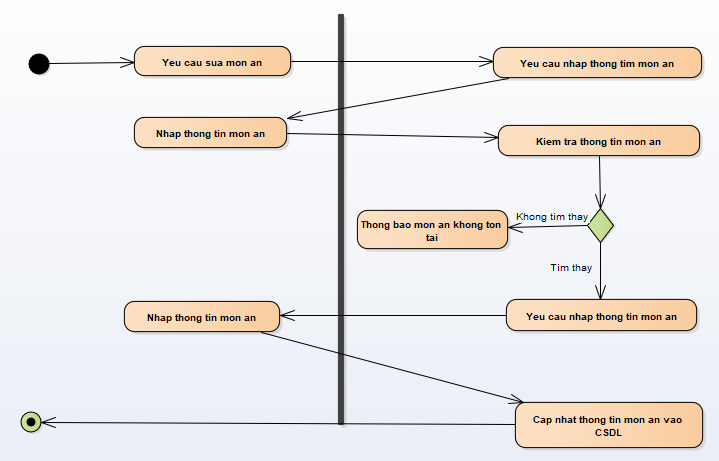 Yeu cau sua mon an
Yeu cau nhap thong tim mon an
Nhap thong tin mon an
Kiem tra thong tin mon an
Thong bao mon an khong ton
tai
Khong tim thay
Tim thay
Nhap thong tin mon an
Yeu cau nhap thong tin mon an
Cap nhat thong tin mon an vao
CSDL